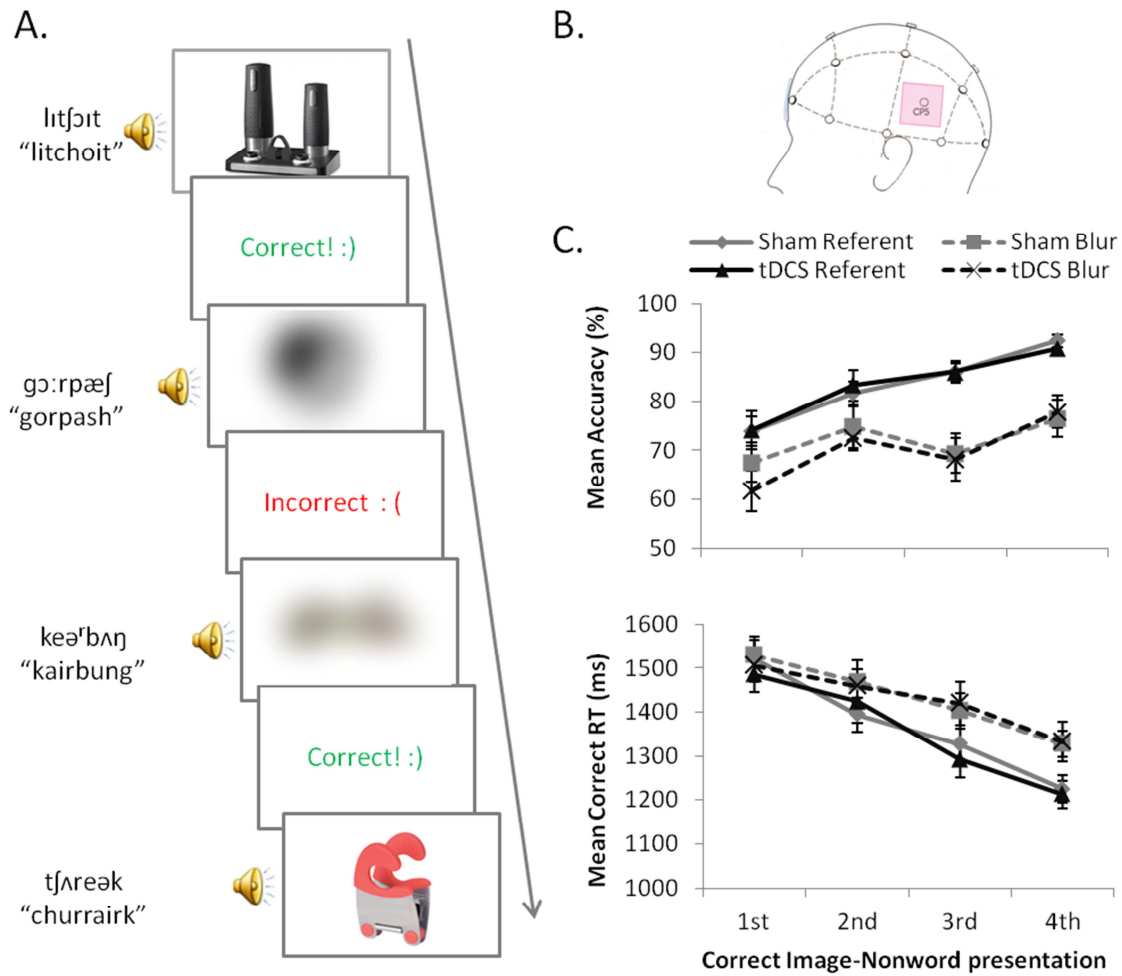 A.
lɪtʃɔɪt
“litchoit”
Correct! :)
gɔːrpæʃ
“gorpash”
Incorrect : (
keəʳbʌŋ
“kairbung”
Correct! :)
tʃʌreək
“churrairk”
B.
CP5
C.
Sham Referent
Sham Blur
tDCS Referent
tDCS Blur
Mean Accuracy (%)
100
90
80
70
60
50
Mean Correct RT (ms)
1600
1500
1400
1300
1200
1100
1000
1st 2nd 3rd 4th
Correct Image-Nonword presentation